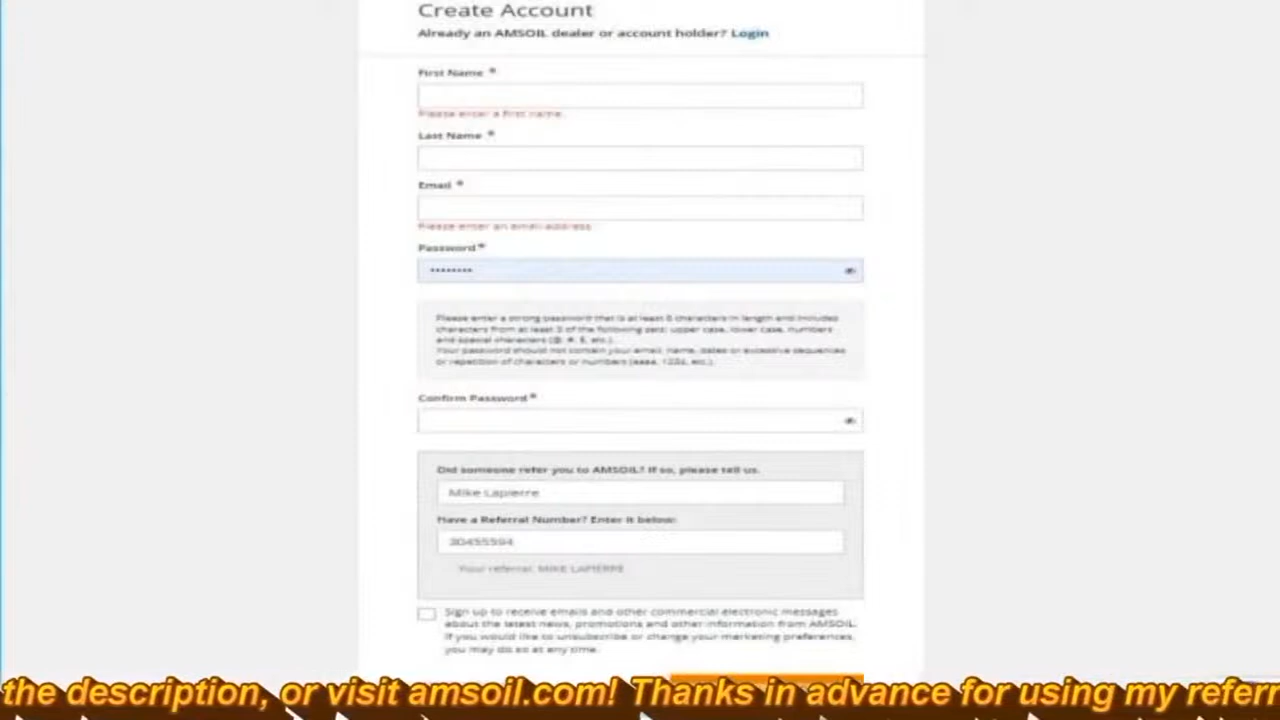 Create Account
Already an AMSOIL dealer or account holder? Login
First Name *
Please enter a first name.
Last Name *
Email *
Please enter an email address.
Password*
••••••••
Please enter a strong password that is at least 8 characters in length and includes
characters from at least 3 of the following sets: upper case, lower case, numbers
and special characters (@, #, $, etc.).
Your password should not contain your email, name, dates or excessive sequences
or repetition of characters or numbers (aaaa, 1234, etc.).
Confirm Password*
Did someone refer you to AMSOIL? If so, please tell us.
Mike Lapierre
Have a Referral Number? Enter it below:
30455594
Your referral: MIKE LAPIERRE
Sign up to receive emails and other commercial electronic messages
about the latest news, promotions and other information from AMSOIL.
If you would like to unsubscribe or change your marketing preferences,
you may do so at any time.
the description, or visit amsoil.com! Thanks in advance for using my referr